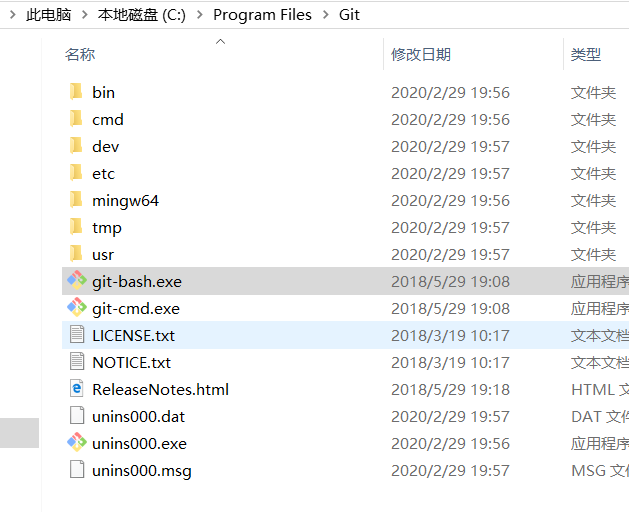 此电脑 > 本地磁盘 (C:) > Program Files > Git
名称 修改日期 类型
bin 2020/2/29 19:56 文件夹
cmd 2020/2/29 19:56 文件夹
dev 2020/2/29 19:57 文件夹
etc 2020/2/29 19:57 文件夹
mingw64 2020/2/29 19:56 文件夹
tmp 2020/2/29 19:57 文件夹
usr 2020/2/29 19:57 文件夹
git-bash.exe 2018/5/29 19:08 应用程序
git-cmd.exe 2018/5/29 19:08 应用程序
LICENSE.txt 2018/3/19 10:17 文本文档
NOTICE.txt 2018/3/19 10:17 文本文档
ReleaseNotes.html 2018/5/29 19:18 HTML 文
unins000.dat 2020/2/29 19:57 DAT 文件
unins000.exe 2020/2/29 19:56 应用程序
unins000.msg 2020/2/29 19:57 MSG 文件